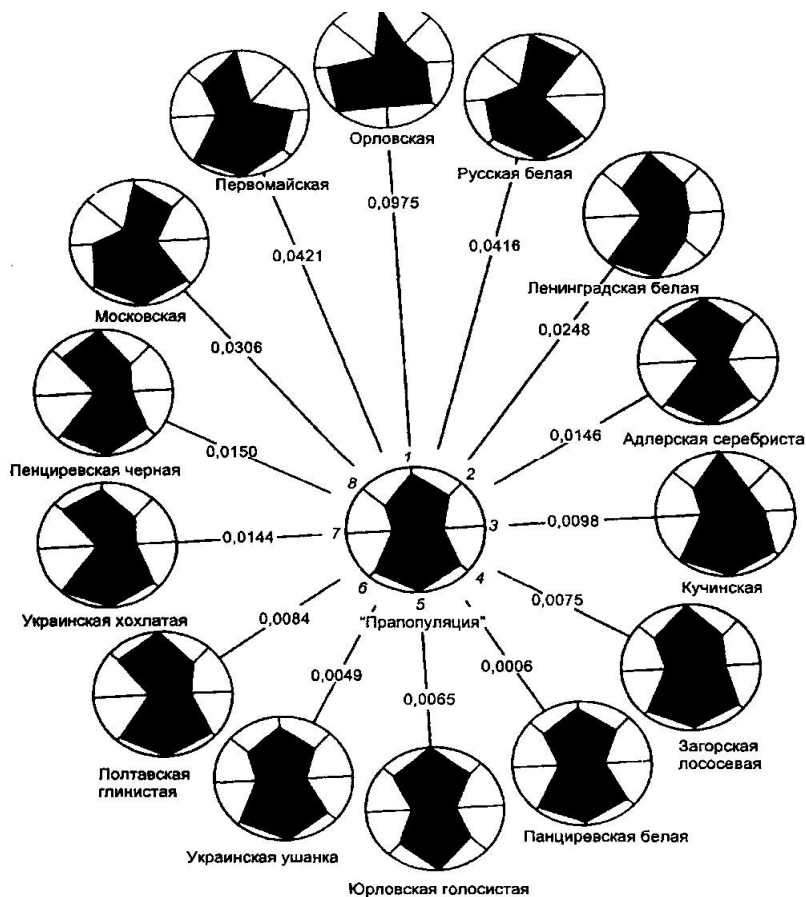 Орловская
Первомайская
Русская белая
0,0975
0,0421
0,0416
Ленинградская белая
Московская
0,0306
0,0248
Пенциревская черная
0,0150
0,0146
Адлерская серебриста
1
2
8
7
3
0,0144
0,0098
Украинская хохлатая
Кучинская
6
5
4
"Прапопуляция"
0,0084
0,0075
0,0049
0,0065
0,0006
Полтавская
глинистая
Загорская
лососевая
Украинская ушанка
Панциревская белая
Юрловская голосистая